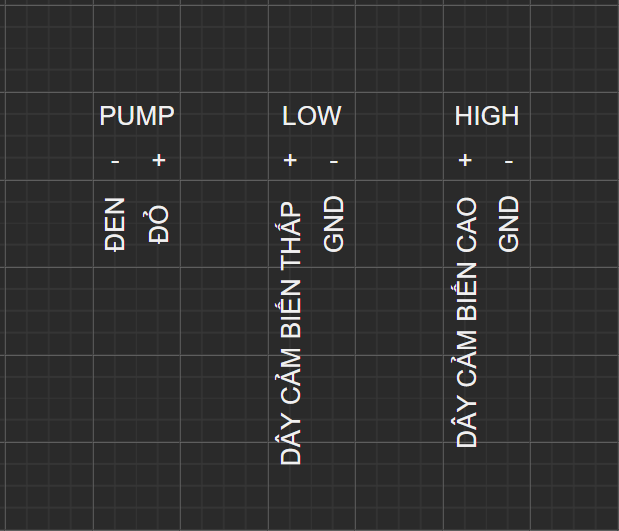 PUMP LOW HIGH
- + + - + -
ĐEN ĐỎ DÂY CẢM BIẾN THẤP GND DÂY CẢM BIẾN CAO GND